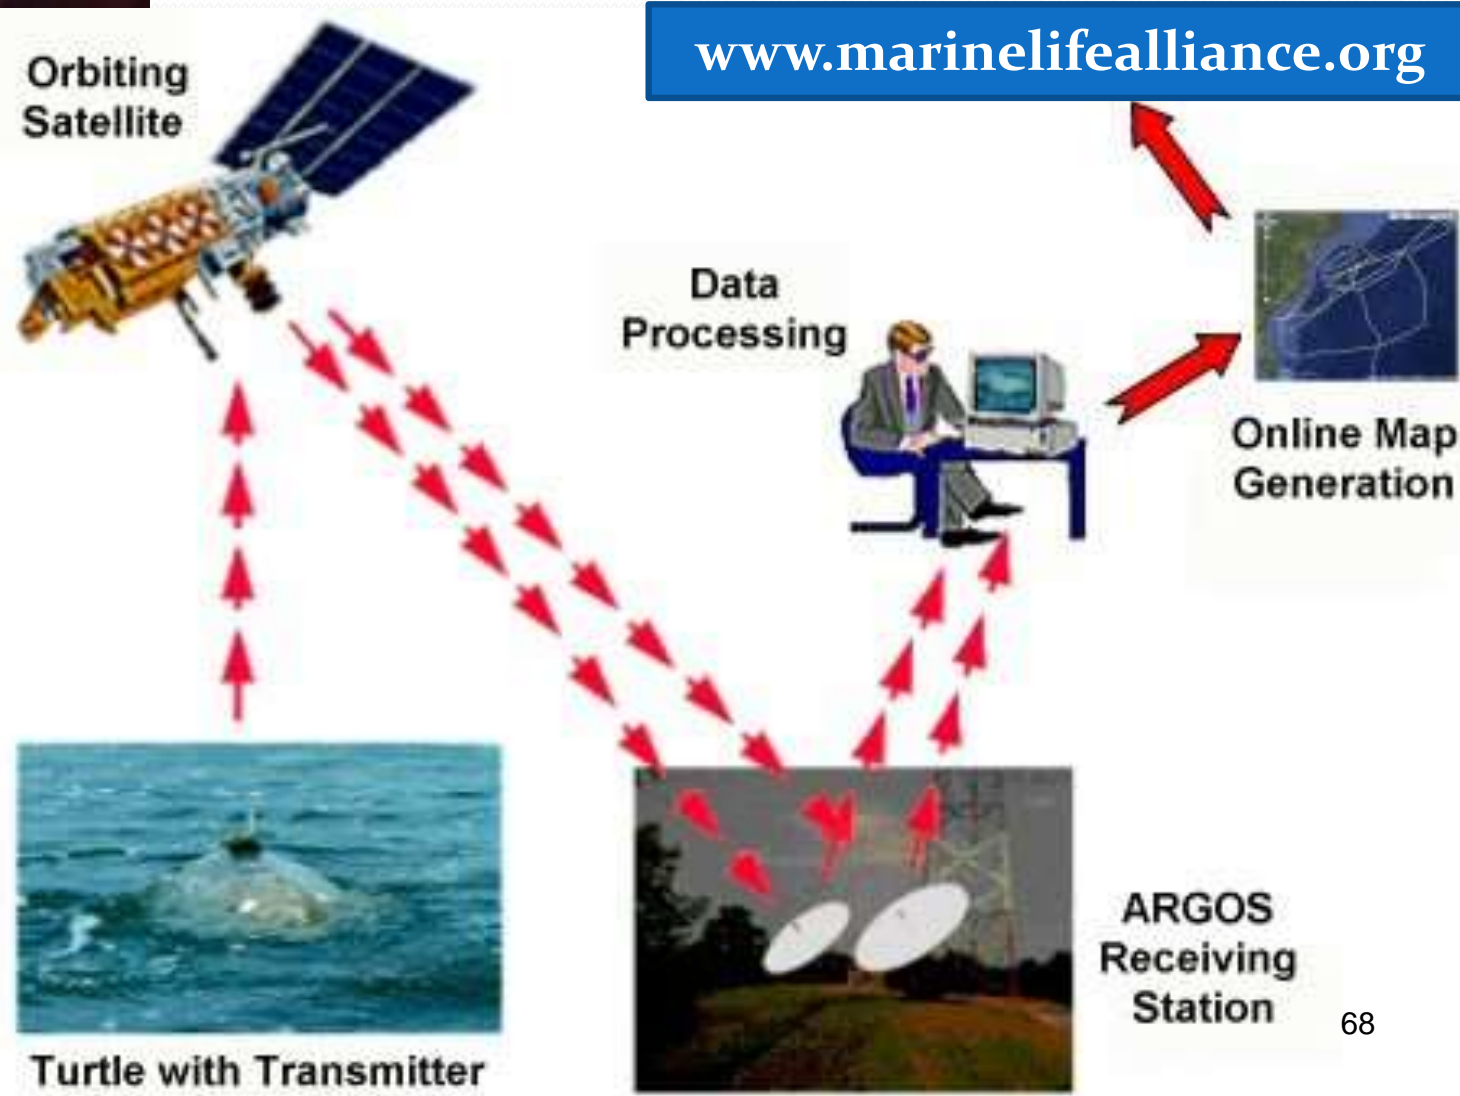 www.marinelifealliance.org
Orbiting
Satellite
Data
Processing
Online Map
Generation
ARGOS
Receiving
Station
68
Turtle with Transmitter